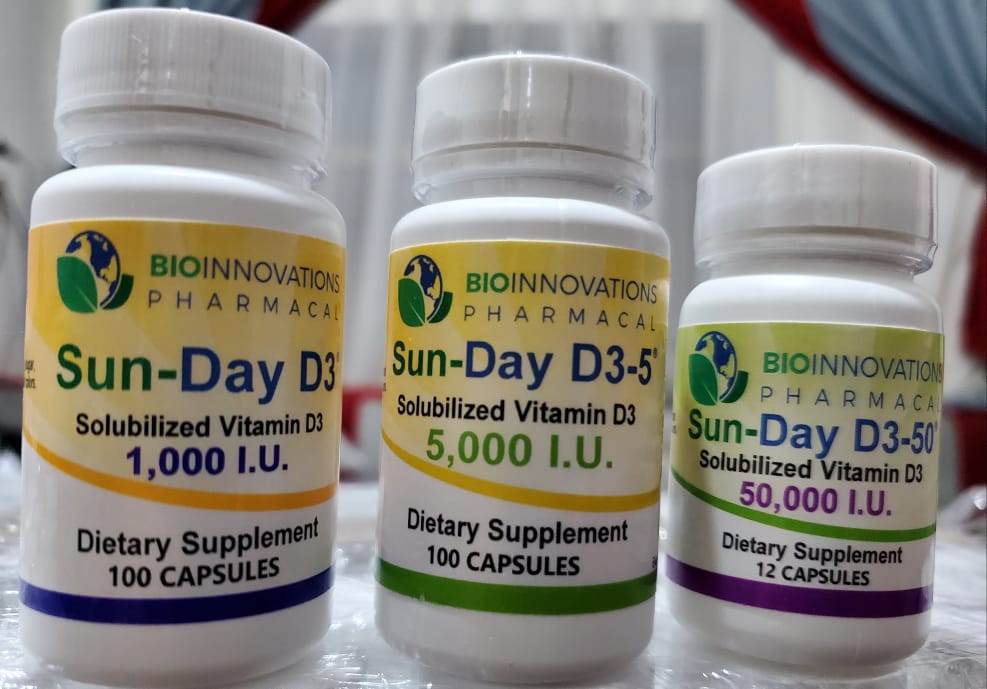 BIOINNOVATIONS
PHARMACAL
Sun-Day D3®
Solubilized Vitamin D3
1,000 I.U.
Dietary Supplement
100 CAPSULES
BIOINNOVATIONS
PHARMACAL
Sun-Day D3-5®
Solubilized Vitamin D3
5,000 I.U.
Dietary Supplement
100 CAPSULES
BIOINNOVATIONS
PHARMACAL
Sun-Day D3-50®
Solubilized Vitamin D3
50,000 I.U.
Dietary Supplement
12 CAPSULES